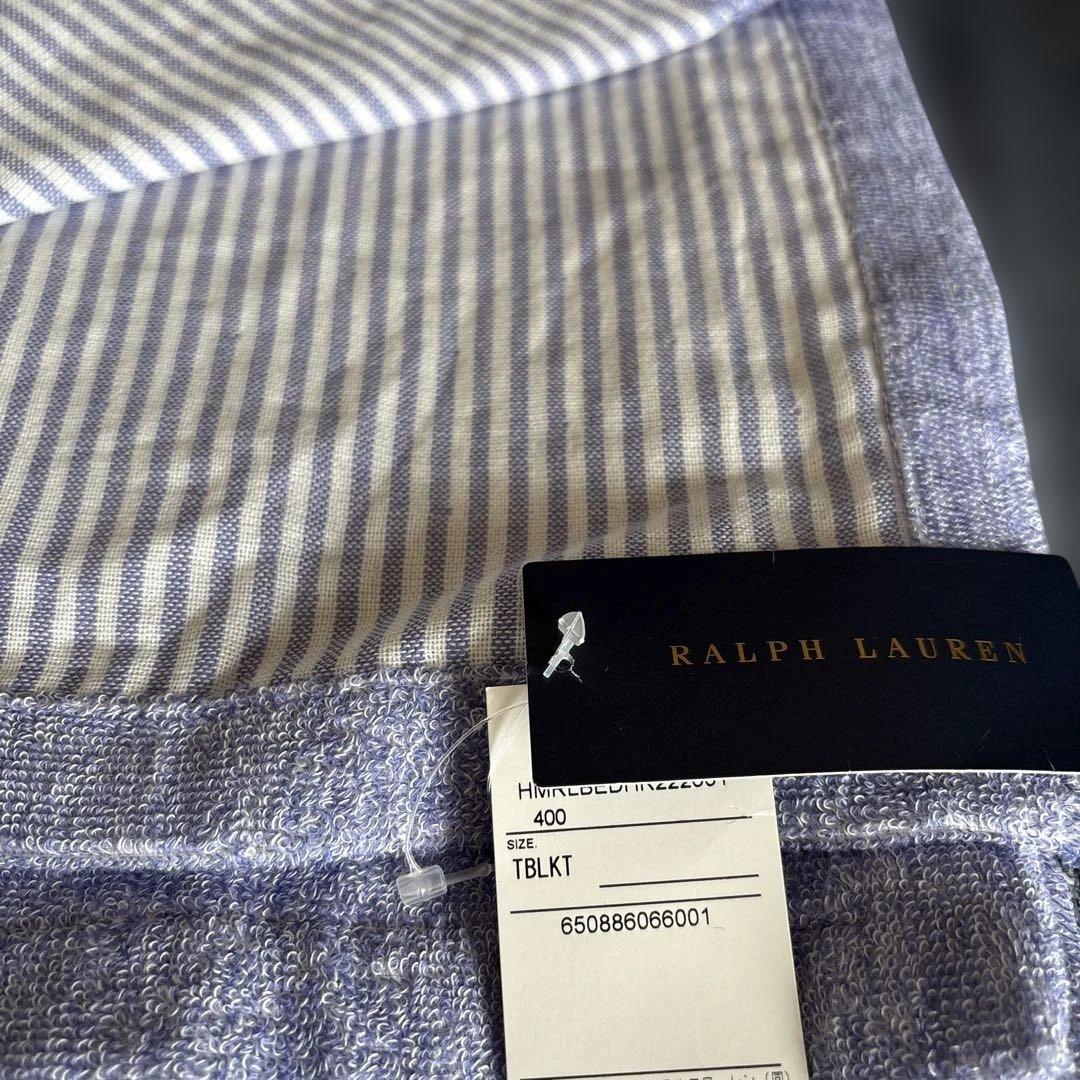 RALPH LAUREN
400
SIZE.
TBLKT
650886066001